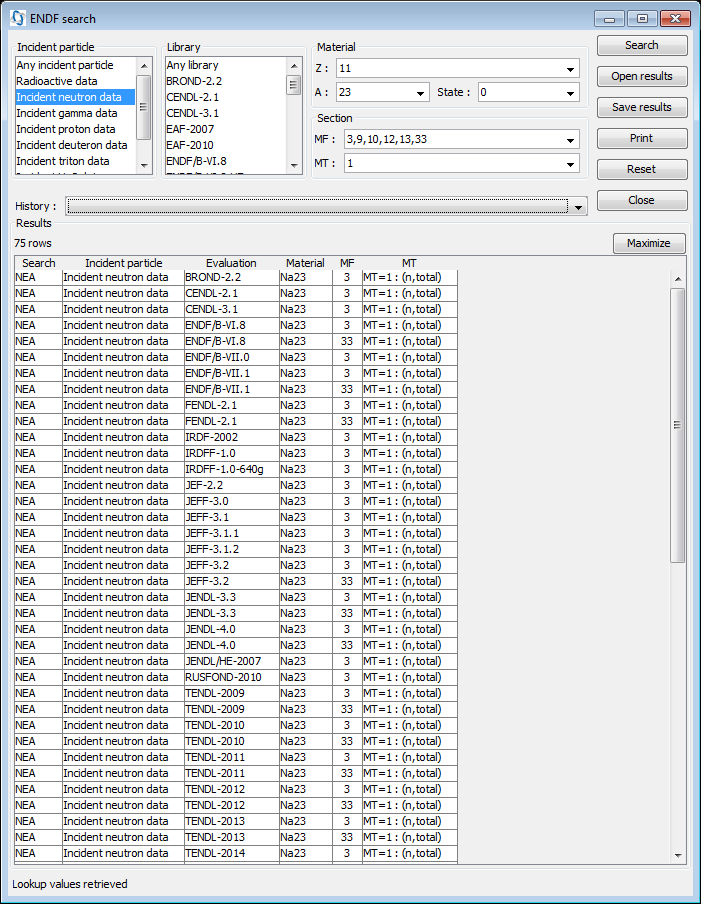 ENDF search
Incident particle
Any incident particle
Radioactive data
Incident neutron data
Incident gamma data
Incident proton data
Incident deuteron data
Incident triton data
Library
Any library
BROND-2.2
CENDL-2.1
CENDL-3.1
EAF-2007
EAF-2010
ENDF/B-VI.8
Material
Z : 11
A : 23 State : 0
Section
MF : 3,9,10,12,13,33
MT : 1
Search
Open results
Save results
Print
Reset
Close
History :
Results
75 rows
Maximize
Search Incident particle Evaluation Material MF MT
NEA Incident neutron data BROND-2.2 Na23 3 MT=1 : (n,total)
NEA Incident neutron data CENDL-2.1 Na23 3 MT=1 : (n,total)
NEA Incident neutron data CENDL-3.1 Na23 3 MT=1 : (n,total)
NEA Incident neutron data ENDF/B-VI.8 Na23 3 MT=1 : (n,total)
NEA Incident neutron data ENDF/B-VI.8 Na23 33 MT=1 : (n,total)
NEA Incident neutron data ENDF/B-VII.0 Na23 3 MT=1 : (n,total)
NEA Incident neutron data ENDF/B-VII.1 Na23 3 MT=1 : (n,total)
NEA Incident neutron data ENDF/B-VII.1 Na23 33 MT=1 : (n,total)
NEA Incident neutron data FENDL-2.1 Na23 3 MT=1 : (n,total)
NEA Incident neutron data FENDL-2.1 Na23 33 MT=1 : (n,total)
NEA Incident neutron data IRDF-2002 Na23 3 MT=1 : (n,total)
NEA Incident neutron data IRDFF-1.0 Na23 3 MT=1 : (n,total)
NEA Incident neutron data IRDFF-1.0-640g Na23 3 MT=1 : (n,total)
NEA Incident neutron data JEF-2.2 Na23 3 MT=1 : (n,total)
NEA Incident neutron data JEFF-3.0 Na23 3 MT=1 : (n,total)
NEA Incident neutron data JEFF-3.1 Na23 3 MT=1 : (n,total)
NEA Incident neutron data JEFF-3.1.1 Na23 3 MT=1 : (n,total)
NEA Incident neutron data JEFF-3.1.2 Na23 3 MT=1 : (n,total)
NEA Incident neutron data JEFF-3.2 Na23 3 MT=1 : (n,total)
NEA Incident neutron data JEFF-3.2 Na23 33 MT=1 : (n,total)
NEA Incident neutron data JENDL-3.3 Na23 3 MT=1 : (n,total)
NEA Incident neutron data JENDL-3.3 Na23 33 MT=1 : (n,total)
NEA Incident neutron data JENDL-4.0 Na23 3 MT=1 : (n,total)
NEA Incident neutron data JENDL-4.0 Na23 33 MT=1 : (n,total)
NEA Incident neutron data JENDL/HE-2007 Na23 3 MT=1 : (n,total)
NEA Incident neutron data RUSFOND-2010 Na23 3 MT=1 : (n,total)
NEA Incident neutron data TENDL-2009 Na23 3 MT=1 : (n,total)
NEA Incident neutron data TENDL-2009 Na23 33 MT=1 : (n,total)
NEA Incident neutron data TENDL-2010 Na23 3 MT=1 : (n,total)
NEA Incident neutron data TENDL-2010 Na23 33 MT=1 : (n,total)
NEA Incident neutron data TENDL-2011 Na23 3 MT=1 : (n,total)
NEA Incident neutron data TENDL-2011 Na23 33 MT=1 : (n,total)
NEA Incident neutron data TENDL-2012 Na23 3 MT=1 : (n,total)
NEA Incident neutron data TENDL-2012 Na23 33 MT=1 : (n,total)
NEA Incident neutron data TENDL-2013 Na23 3 MT=1 : (n,total)
NEA Incident neutron data TENDL-2013 Na23 33 MT=1 : (n,total)
NEA Incident neutron data TENDL-2014 Na23 3 MT=1 : (n,total)
Lookup values retrieved